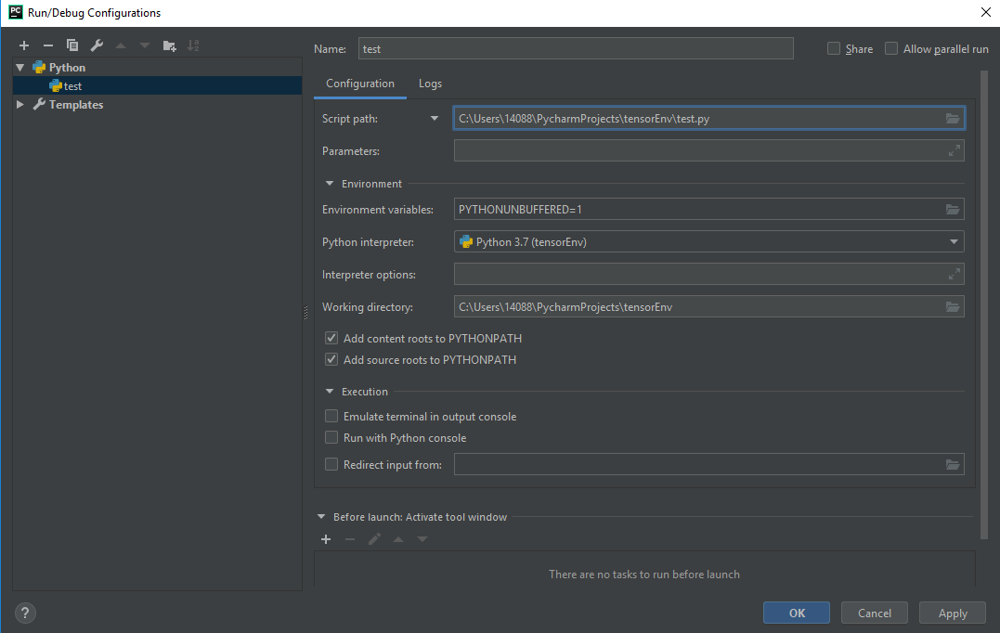 PC Run/Debug Configurations
Name: test Share Allow parallel run
Python
test
Templates
Configuration Logs
Script path: C:\Users\14088\PycharmProjects\tensorEnv\test.py
Parameters:
Environment
Environment variables: PYTHONUNBUFFERED=1
Python interpreter: Python 3.7 (tensorEnv)
Interpreter options:
Working directory: C:\Users\14088\PycharmProjects\tensorEnv
Add content roots to PYTHONPATH
Add source roots to PYTHONPATH
Execution
Emulate terminal in output console
Run with Python console
Redirect input from:
Before launch: Activate tool window
There are no tasks to run before launch
? OK Cancel Apply